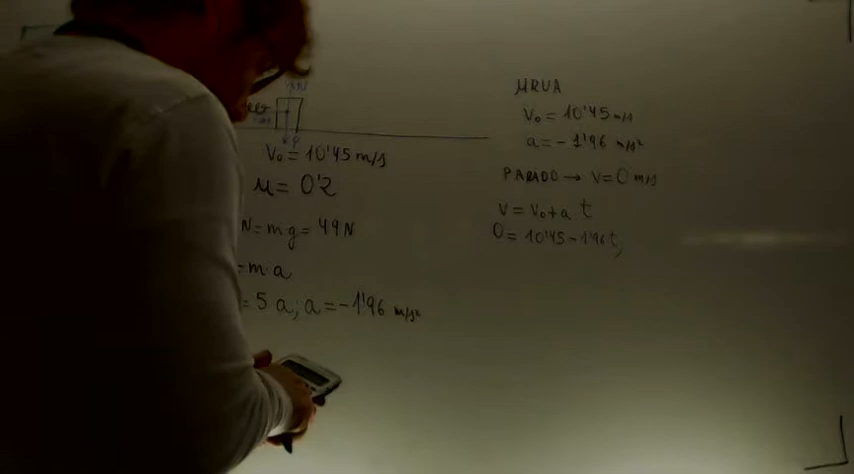 V₀ = 10'45 m/s
μ = 0'2
N = mg = 49N
= m·a
= 5 a; a = -1'96 m/s²
MRUA
V₀ = 10'45 m/s
a = -1'96 m/s²
PARADO → V = 0 m/s
V = V₀ + a t
0 = 10'45 - 1'96 t;